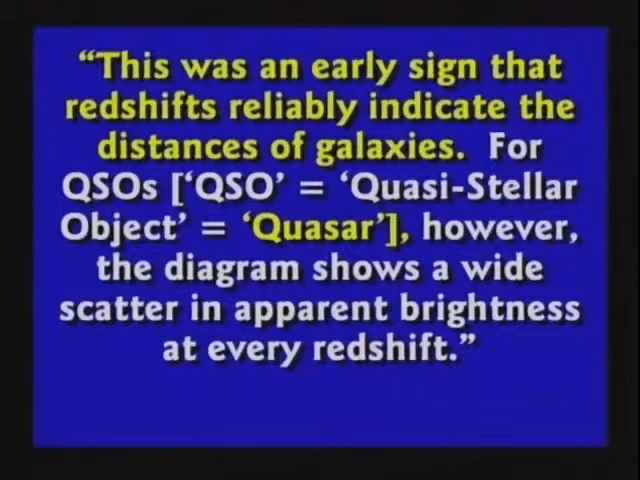 “This was an early sign that
redshifts reliably indicate the
distances of galaxies. For
QSOs [‘QSO’ = ‘Quasi-Stellar
Object’ = ‘Quasar’], however,
the diagram shows a wide
scatter in apparent brightness
at every redshift.”